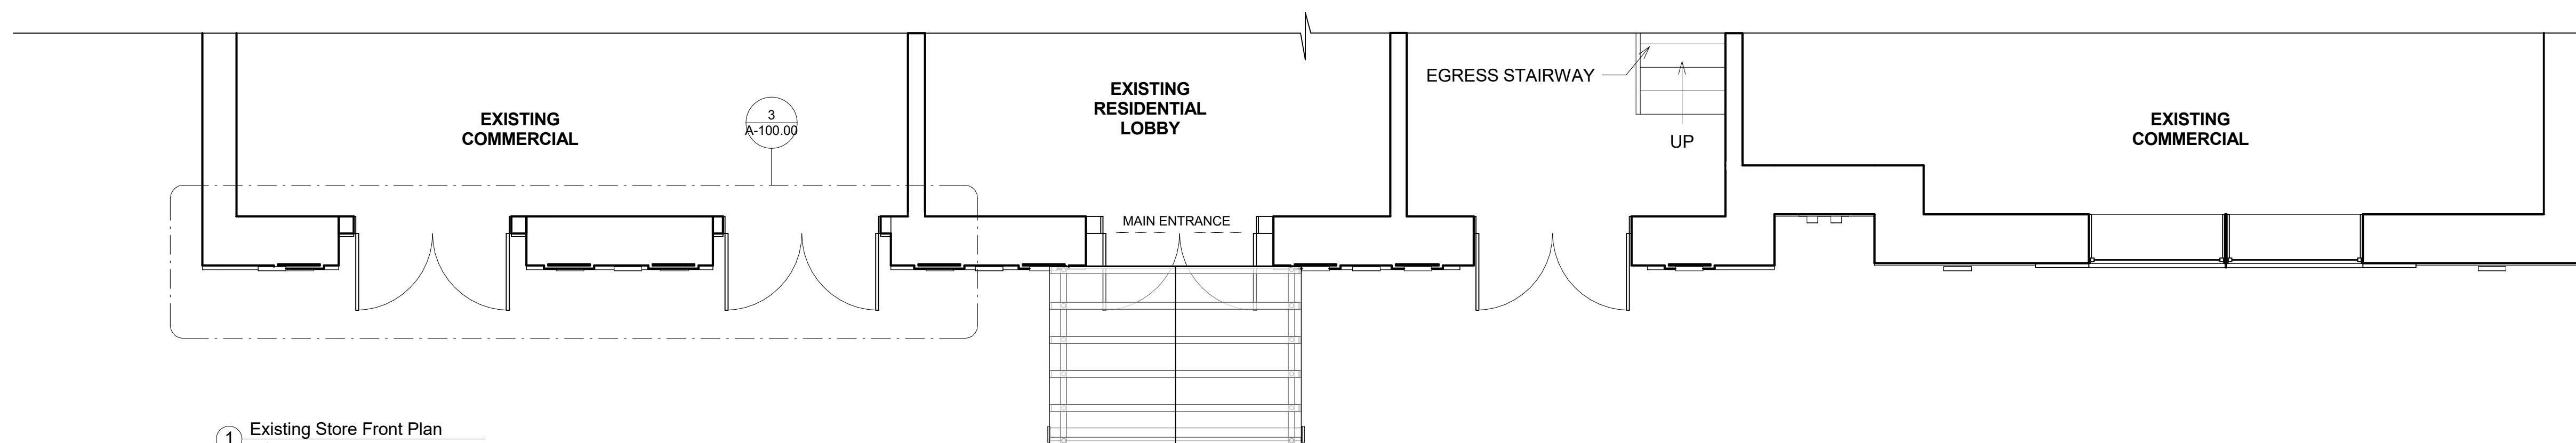 EXISTING
RESIDENTIAL
LOBBY
EGRESS STAIRWAY
UP
EXISTING
COMMERCIAL
3
A-100.00
EXISTING
COMMERCIAL
MAIN ENTRANCE
1 Existing Store Front Plan